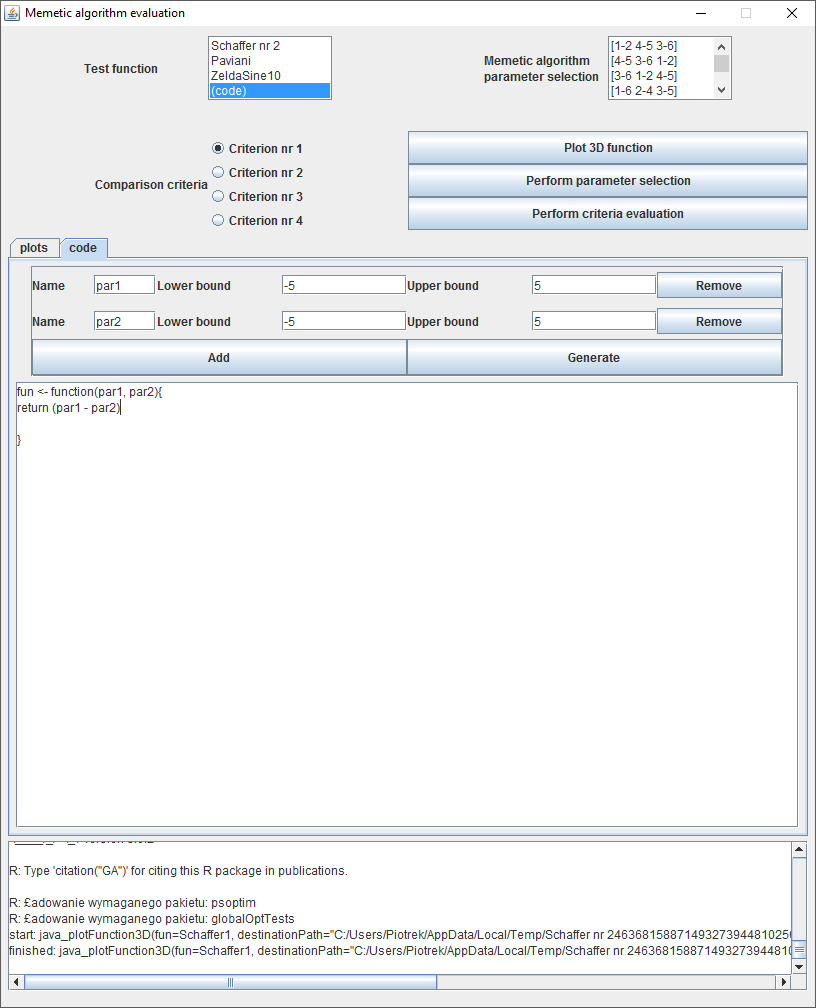 Memetic algorithm evaluation
Test function
Schaffer nr 2
Paviani
ZeldaSine10
(code)
Memetic algorithm
parameter selection
[1-2 4-5 3-6]
[4-5 3-6 1-2]
[3-6 1-2 4-5]
[1-6 2-4 3-5]
Comparison criteria
Criterion nr 1
Criterion nr 2
Criterion nr 3
Criterion nr 4
Plot 3D function
Perform parameter selection
Perform criteria evaluation
plots code
Name par1 Lower bound -5 Upper bound 5 Remove
Name par2 Lower bound -5 Upper bound 5 Remove
Add Generate
fun <- function(par1, par2){
return (par1 - par2)
}
R: Type 'citation("GA")' for citing this R package in publications.
R: £adowanie wymaganego pakietu: psoptim
R: £adowanie wymaganego pakietu: globalOptTests
start: java_plotFunction3D(fun=Schaffer1, destinationPath="C:/Users/Piotrek/AppData/Local/Temp/Schaffer nr 24636815887149327394481025
finished: java_plotFunction3D(fun=Schaffer1, destinationPath="C:/Users/Piotrek/AppData/Local/Temp/Schaffer nr 24636815887149327394481